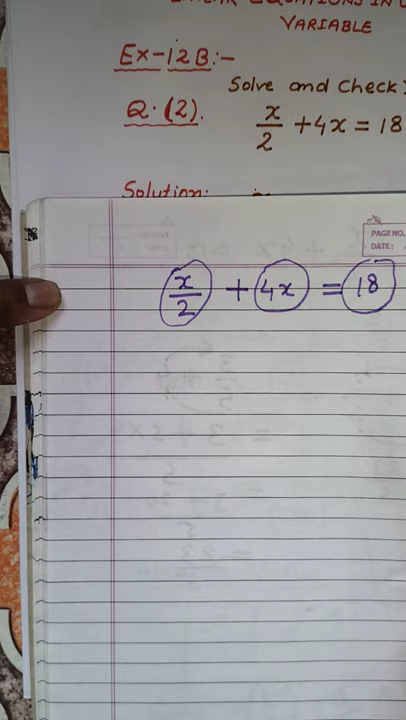 VARIABLE
Ex-12B:-
Solve and Check:
Q.(2). x/2 + 4x = 18
Solution:
PAGE NO.
DATE:
x/2 + 4x = 18